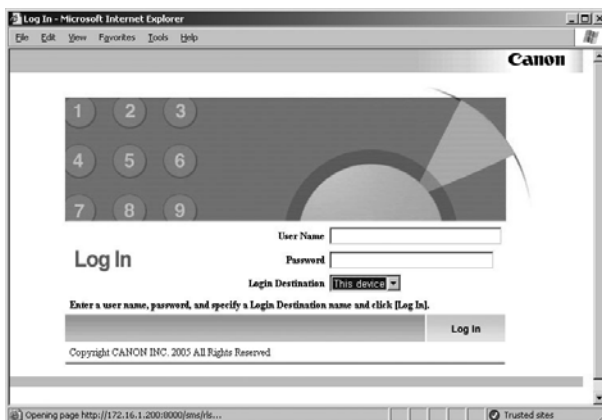 Log In - Microsoft Internet Explorer
File Edit View Favorites Tools Help
Canon
1 2 3
4 5 6
7 8 9
User Name
Log In
Password
Login Destination This device
Enter a user name, password, and specify a Login Destination name and click [Log In].
Log In
Copyright CANON INC. 2005 All Rights Reserved
Opening page http://172.16.1.200:8000/sms/rls... Trusted sites